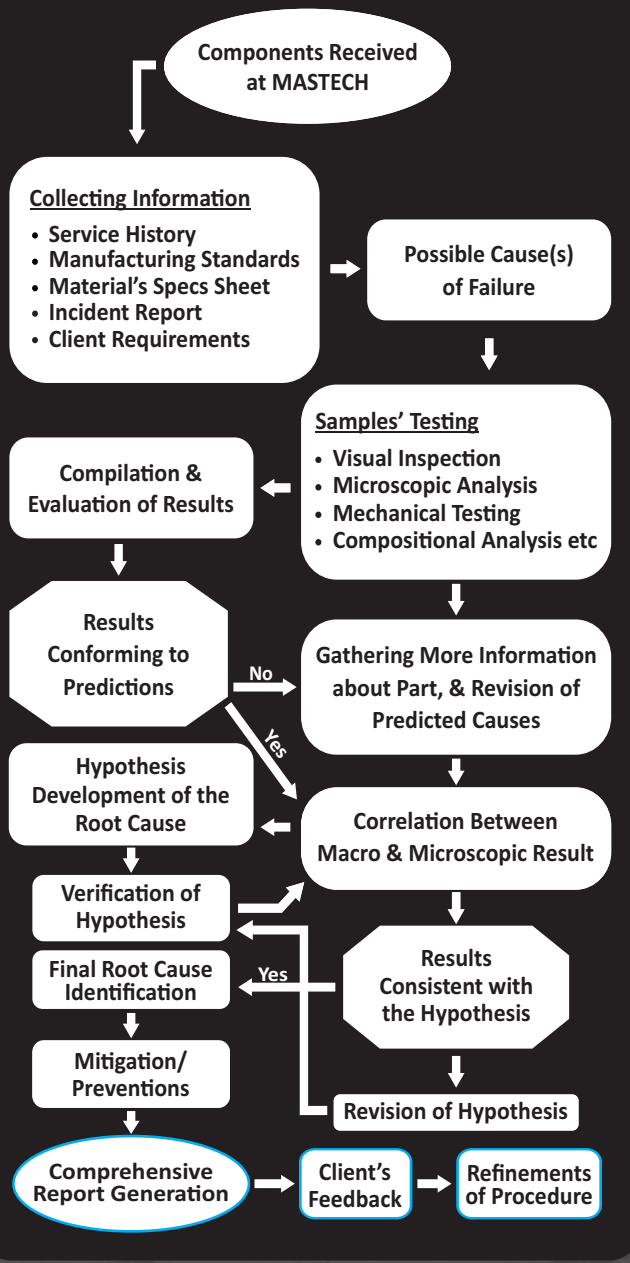 Components Received
at MASTECH
Collecting Information
• Service History
• Manufacturing Standards
• Material's Specs Sheet
• Incident Report
• Client Requirements
Possible Cause(s)
of Failure
Samples' Testing
• Visual Inspection
• Microscopic Analysis
• Mechanical Testing
• Compositional Analysis etc
Compilation &
Evaluation of Results
Results
Conforming to
Predictions
No
Yes
Gathering More Information
about Part, & Revision of
Predicted Causes
Correlation Between
Macro & Microscopic Result
Hypothesis
Development of the
Root Cause
Verification of
Hypothesis
Results
Consistent with
the Hypothesis
Yes
Final Root Cause
Identification
Revision of Hypothesis
Mitigation/
Preventions
Comprehensive
Report Generation
Client's
Feedback
Refinements
of Procedure